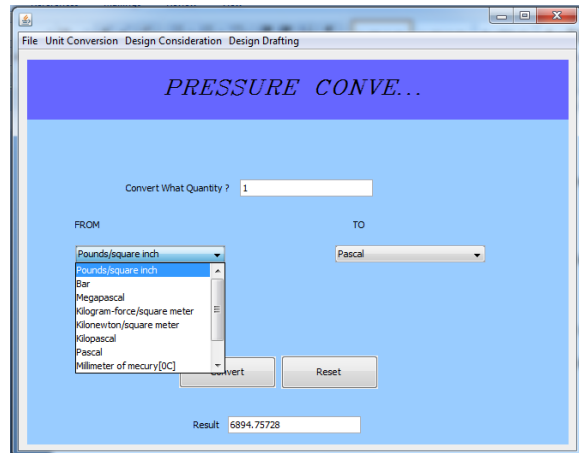 File Unit Conversion Design Consideration Design Drafting
PRESSURE CONVE...
Convert What Quantity ? 1
FROM TO
Pounds/square inch Pascal
Pounds/square inch
Bar
Megapascal
Kilogram-force/square meter
Kilonewton/square meter
Kilopascal
Pascal
Millimeter of mecury[0C]
Reset
Result 6894.75728